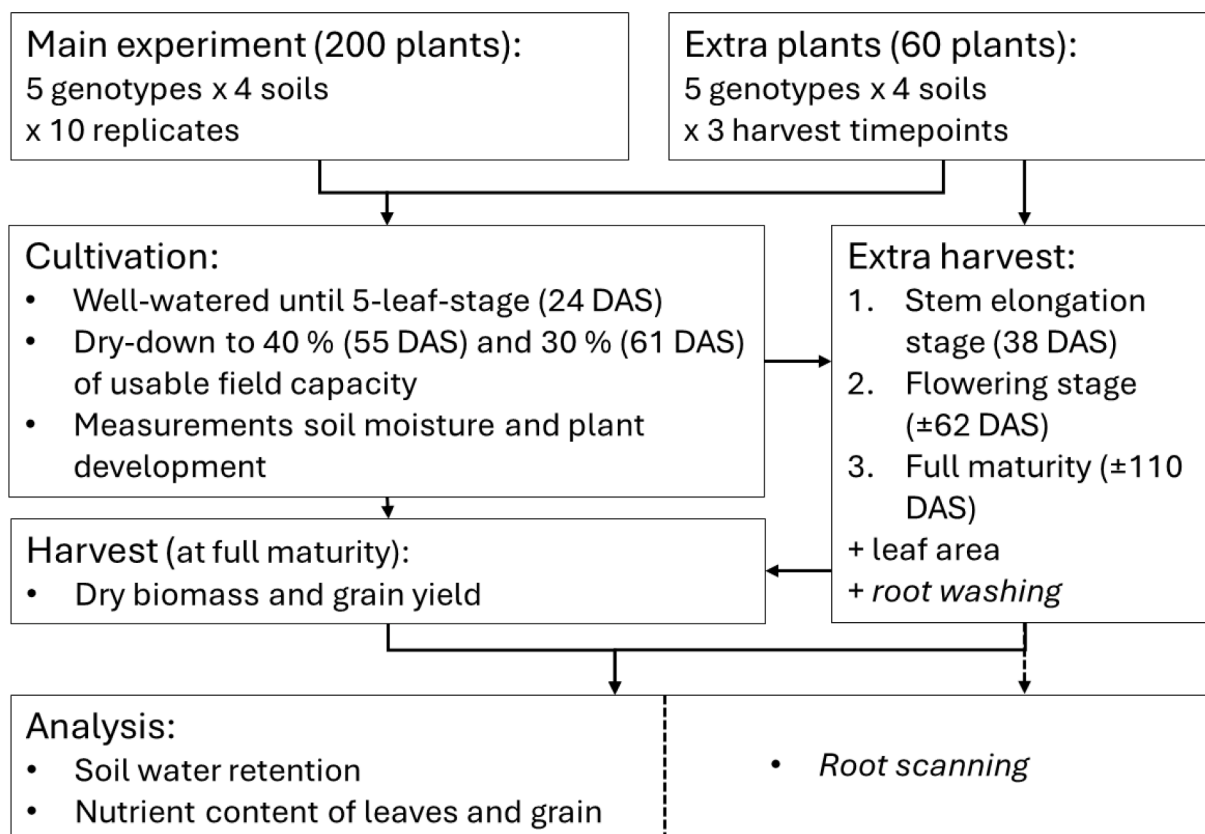 Main experiment (200 plants):
5 genotypes x 4 soils
x 10 replicates
Extra plants (60 plants):
5 genotypes x 4 soils
x 3 harvest timepoints
Cultivation:
• Well-watered until 5-leaf-stage (24 DAS)
• Dry-down to 40 % (55 DAS) and 30 % (61 DAS)
of usable field capacity
• Measurements soil moisture and plant
development
Extra harvest:
1. Stem elongation
stage (38 DAS)
2. Flowering stage
(±62 DAS)
3. Full maturity (±110
DAS)
+ leaf area
+ root washing
Harvest (at full maturity):
• Dry biomass and grain yield
Analysis:
• Soil water retention
• Nutrient content of leaves and grain
• Root scanning